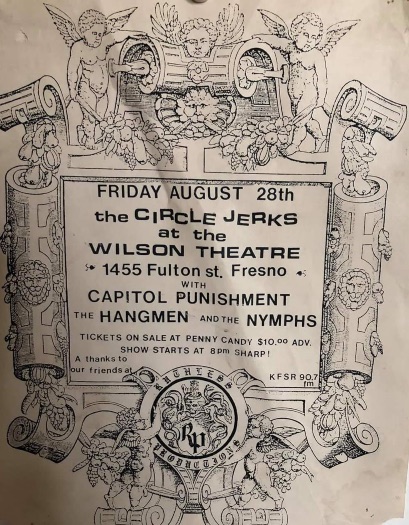 FRIDAY AUGUST 28th
the CIRCLE JERKS
at the
WILSON THEATRE
1455 Fulton st. Fresno
WITH
CAPITOL PUNISHMENT
THE HANGMEN AND THE NYMPHS
TICKETS ON SALE AT PENNY CANDY $10.00 ADV.
SHOW STARTS AT 8pm SHARP!
A thanks to
our friends at
KFSR 90.7
fm
RUTHLESS
RP
PRODUCTIONS